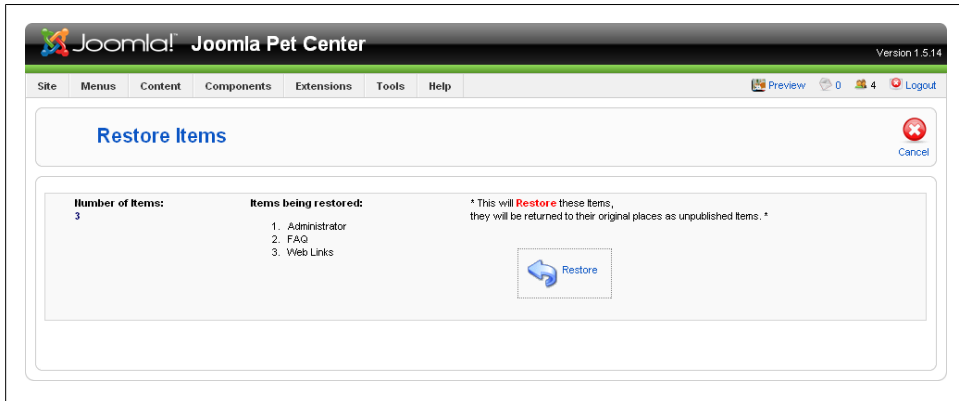 Joomla! Joomla Pet Center
Version 1.5.14
Site Menus Content Components Extensions Tools Help Preview 0 4 Logout
Restore Items
Cancel
Number of Items:
3
Items being restored:
1. Administrator
2. FAQ
3. Web Links
* This will Restore these Items,
they will be returned to their original places as unpublished Items. *
Restore